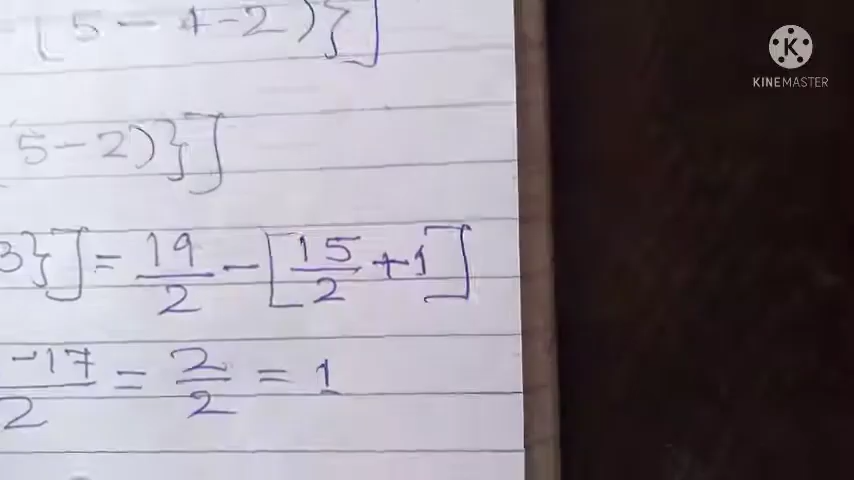 [5-4-2)}]
5-2)}]
3}] = 19/2 - [15/2 + 1]
-17/2 = 2/2 = 1
K
KINEMASTER